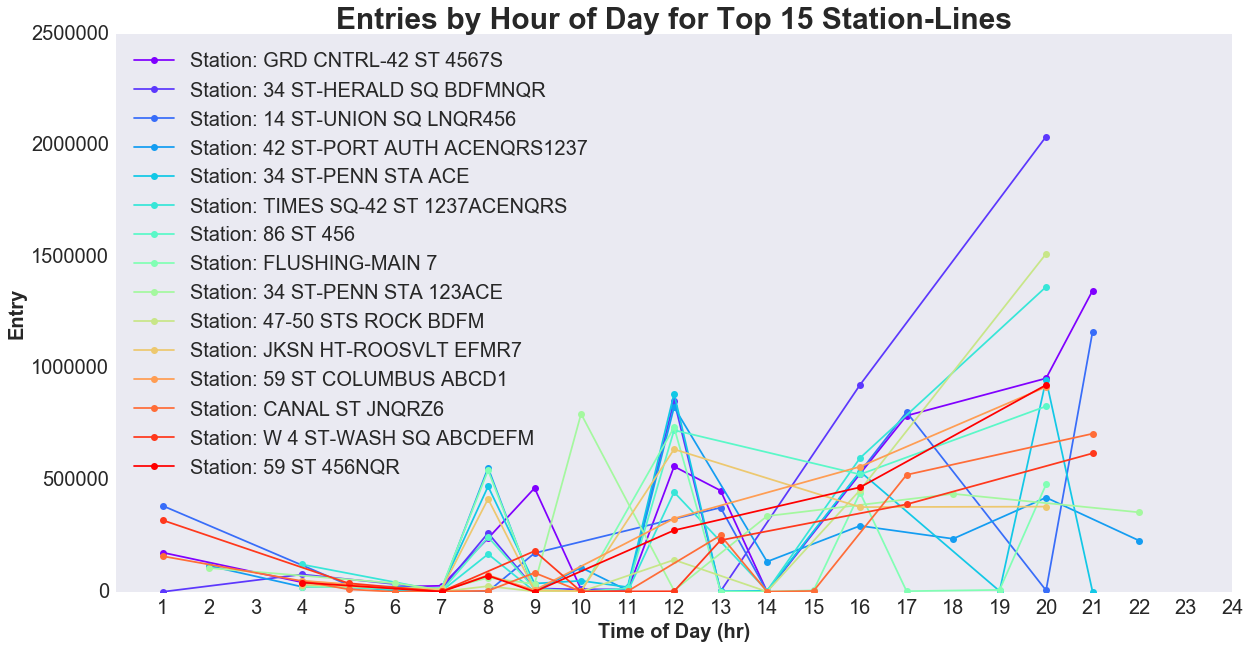 Entries by Hour of Day for Top 15 Station-Lines
2500000
2000000
1500000
1000000
500000
0
Entry
Station: GRD CNTRL-42 ST 4567S
Station: 34 ST-HERALD SQ BDFMNQR
Station: 14 ST-UNION SQ LNQR456
Station: 42 ST-PORT AUTH ACENQRS1237
Station: 34 ST-PENN STA ACE
Station: TIMES SQ-42 ST 1237ACENQRS
Station: 86 ST 456
Station: FLUSHING-MAIN 7
Station: 34 ST-PENN STA 123ACE
Station: 47-50 STS ROCK BDFM
Station: JKSN HT-ROOSVLT EFMR7
Station: 59 ST COLUMBUS ABCD1
Station: CANAL ST JNQRZ6
Station: W 4 ST-WASH SQ ABCDEFM
Station: 59 ST 456NQR
1 2 3 4 5 6 7 8 9 10 11 12 13 14 15 16 17 18 19 20 21 22 23 24
Time of Day (hr)